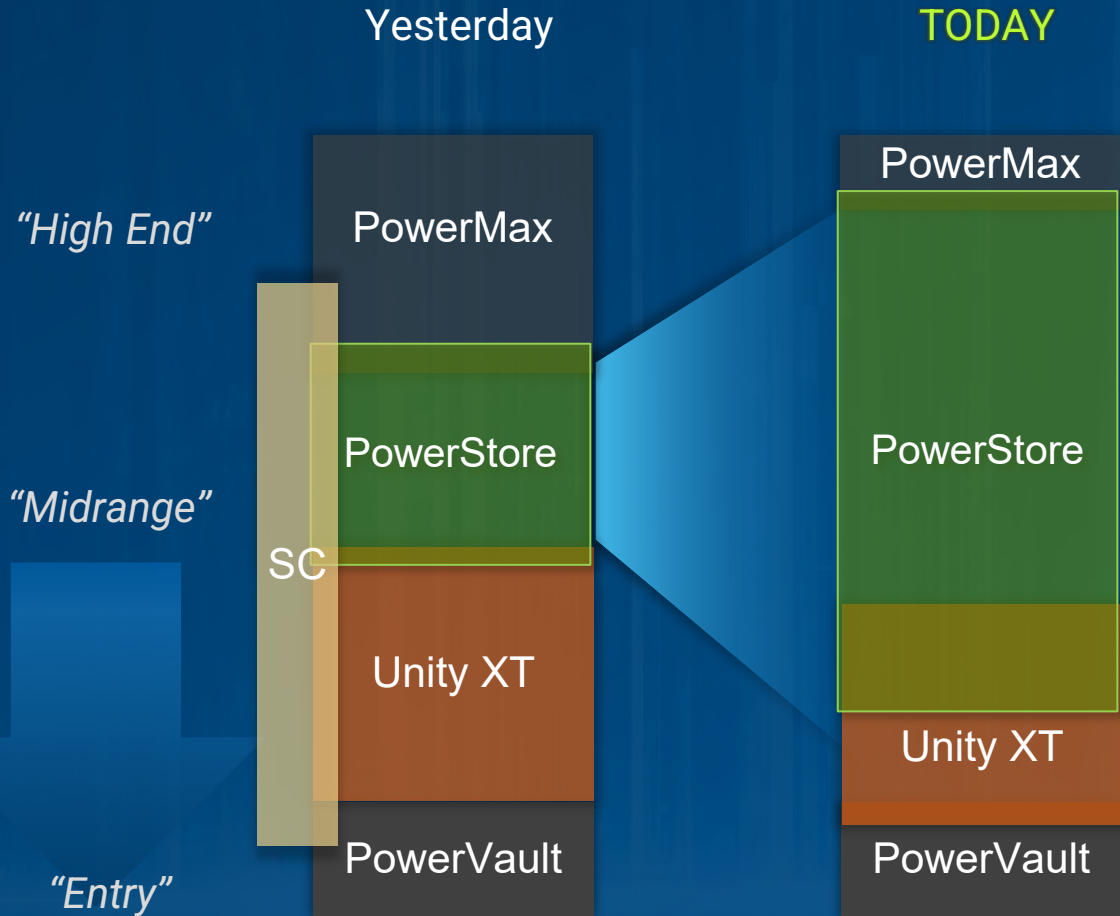 Yesterday
TODAY
“High End”
“Midrange”
“Entry”
SC
PowerMax
PowerStore
Unity XT
PowerVault
PowerMax
PowerStore
Unity XT
PowerVault